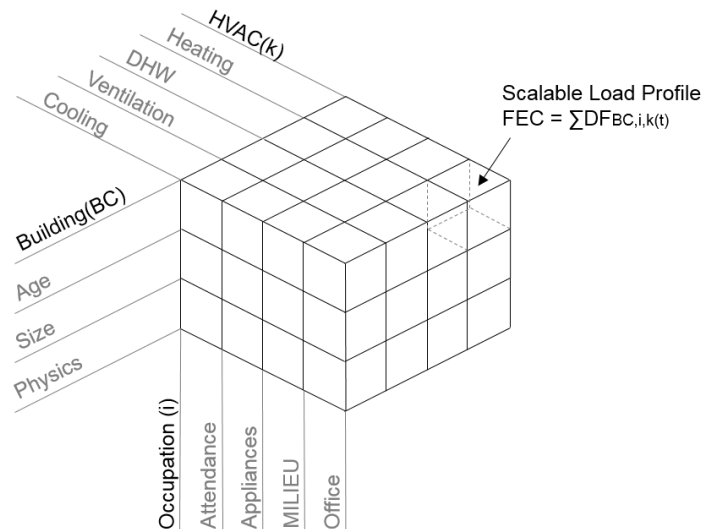 HVAC(k)
Heating
DHW
Ventilation
Cooling
Scalable Load Profile
FEC = ∑DFBC,i,k(t)
Building(BC)
Age
Size
Physics
Occupation (i)
Attendance
Appliances
MILIEU
Office